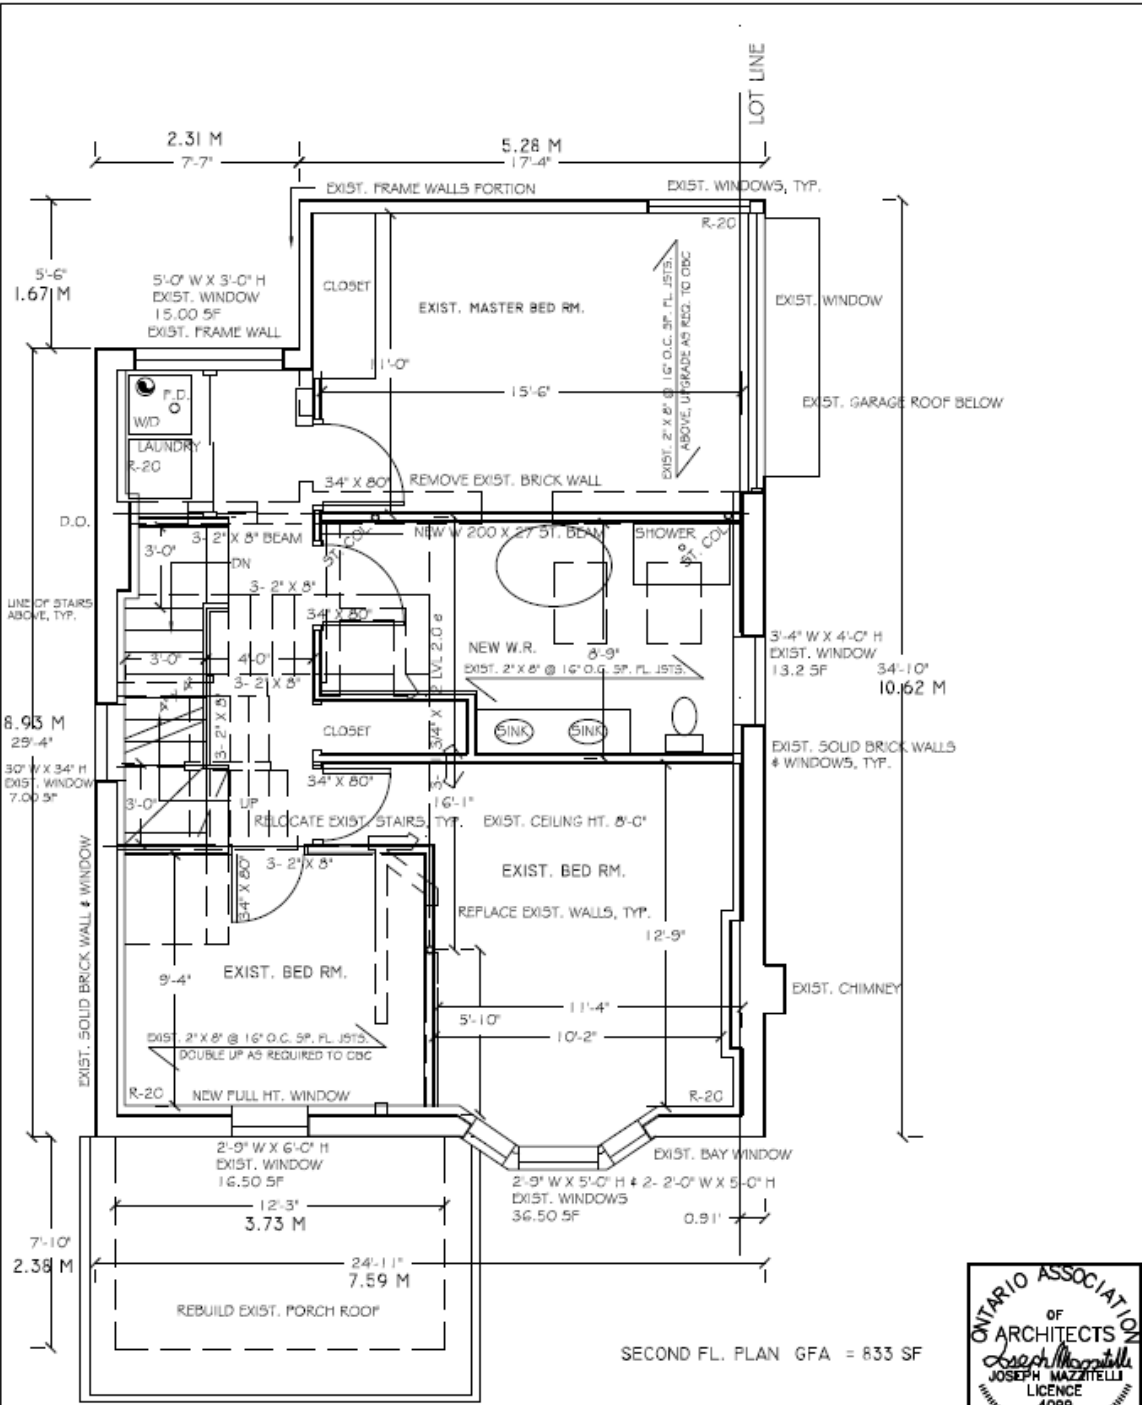 LOT LINE
2.31 M
7'-7"
5.28 M
17'-4"
EXIST. FRAME WALLS PORTION
EXIST. WINDOWS, TYP.
R-20
5'-6"
1.67 M
5'-0" W X 3'-0" H
EXIST. WINDOW
15.00 SF
EXIST. FRAME WALL
CLOSET
EXIST. MASTER BED RM.
EXIST. 2" X 8" @ 16" O.C. SP. FL. JSTS.
ABOVE, UPGRADE AS REQ. TO OBC
EXIST. WINDOW
11'-0"
15'-6"
EXIST. GARAGE ROOF BELOW
F.D.
W/D
LAUNDRY
R-20
34" X 80"
REMOVE EXIST. BRICK WALL
D.O.
3- 2" X 8" BEAM
ST. COL.
NEW W 200 X 27 ST. BEAM
SHOWER
ST. COL.
3'-0"
DN
3- 2" X 8"
LINE OF STAIRS
ABOVE, TYP.
34" X 80"
3'-0"
4'-0"
NEW W.R.
8'-9"
EXIST. 2" X 8" @ 16" O.C. SP. FL. JSTS.
3'-4" W X 4'-0" H
EXIST. WINDOW
13.2 SF
34'-10"
10.62 M
3- 2" X 8"
3- 2" X 8"
8.93 M
29'-4"
CLOSET
SINK
SINK
EXIST. SOLID BRICK WALLS
& WINDOWS, TYP.
30" W X 34" H
EXIST. WINDOW
7.00 SF
34" X 80"
3'-0"
UP
16'-1"
RELOCATE EXIST. STAIRS, TYP.
EXIST. CEILING HT. 8'-0"
3- 2" X 8"
34" X 80"
EXIST. BED RM.
REPLACE EXIST. WALLS, TYP.
12'-9"
EXIST. SOLID BRICK WALL & WINDOW
9'-4"
EXIST. BED RM.
EXIST. CHIMNEY
11'-4"
5'-10"
10'-2"
EXIST. 2" X 8" @ 16" O.C. SP. FL. JSTS.
DOUBLE UP AS REQUIRED TO OBC
R-20
NEW FULL HT. WINDOW
R-20
2'-9" W X 6'-0" H
EXIST. WINDOW
16.50 SF
EXIST. BAY WINDOW
2'-9" W X 5'-0" H & 2- 2'-0" W X 5'-0" H
EXIST. WINDOWS
36.50 SF
0.91'
12'-3"
3.73 M
7'-10"
2.38 M
24'-11"
7.59 M
REBUILD EXIST. PORCH ROOF
SECOND FL. PLAN GFA = 833 SF
ONTARIO ASSOCIATION
OF
ARCHITECTS
Joseph Mazzitelli
JOSEPH MAZZITELLI
LICENCE